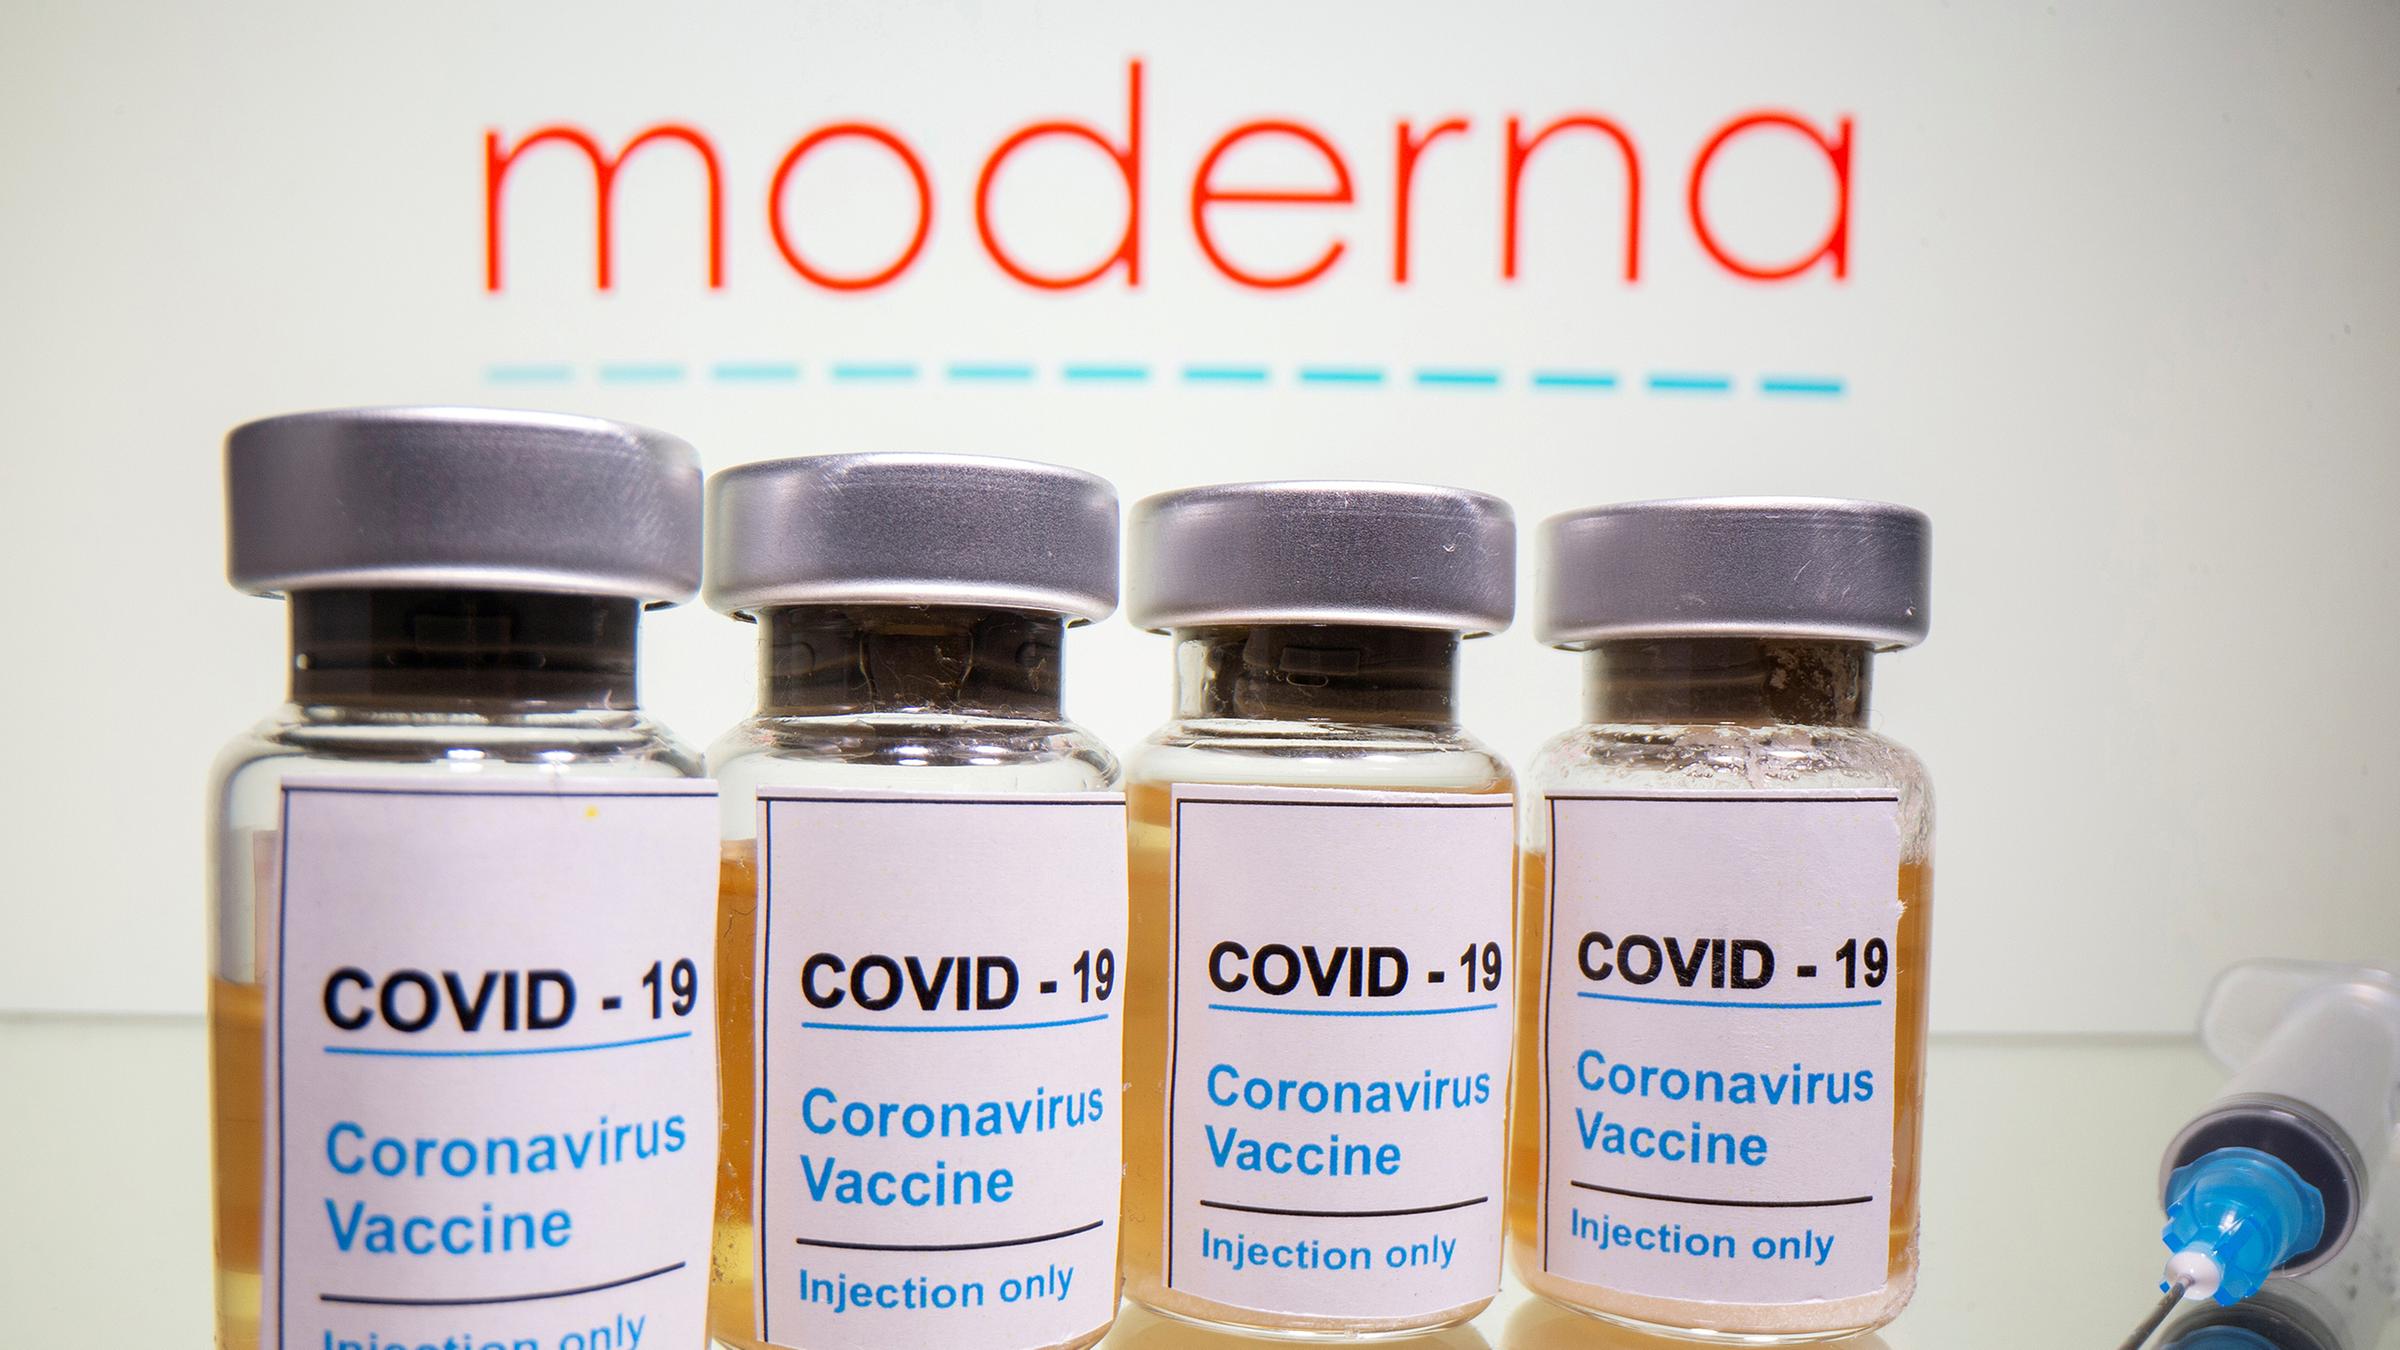 moderna
COVID - 19
Coronavirus
Vaccine
Injection only
COVID - 19
Coronavirus
Vaccine
Injection only
COVID - 19
Coronavirus
Vaccine
Injection only
COVID - 19
Coronavirus
Vaccine
Injection only